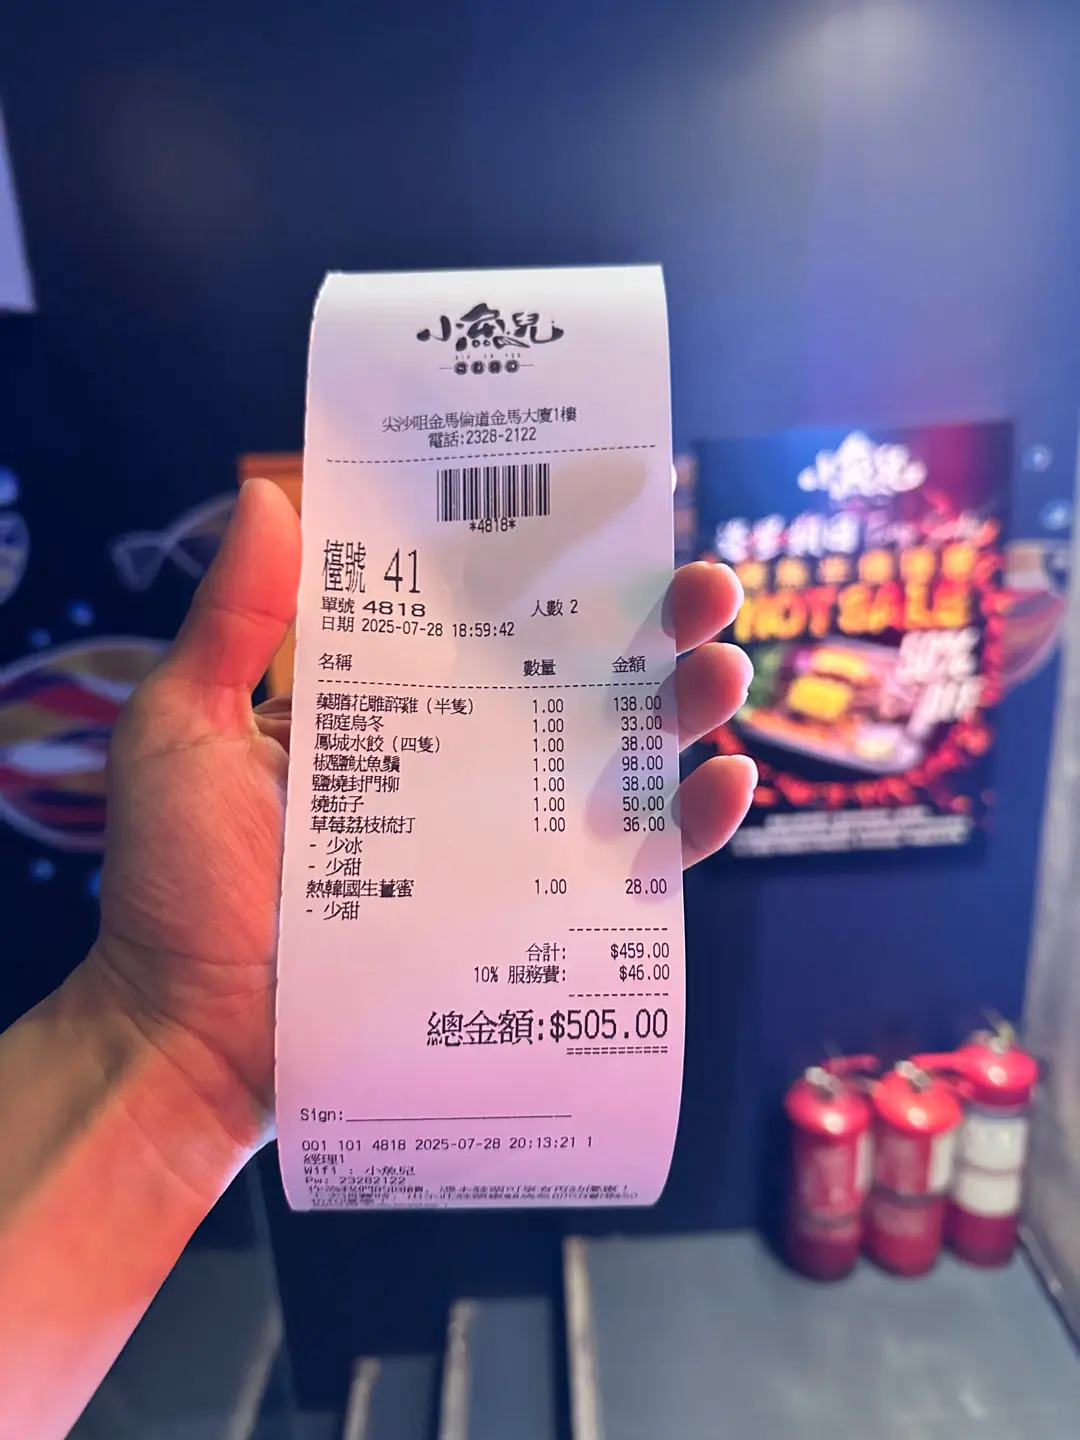 小漁兒
尖沙咀金馬倫道金馬大廈1樓
電話:2328-2122
*4818*
檯號 41
單號 4818 人數 2
日期 2025-07-28 18:59:42
名稱 數量 金額
藥膳花雕醉雞（半隻） 1.00 138.00
稻庭烏冬 1.00 33.00
鳳城水餃（四隻） 1.00 38.00
椒鹽魷魚鬚 1.00 98.00
鹽燒封門柳 1.00 38.00
燒茄子 1.00 50.00
草莓荔枝梳打 1.00 36.00
- 少冰
- 少甜
熱韓國生薑蜜 1.00 28.00
- 少甜
合計: $459.00
10% 服務費: $46.00
總金額:$505.00
Sign:
001 101 4818 2025-07-28 20:13:21 1
經理1
Wifi : 小魚兒
Pw: 23282122
小漁兒
HOT SALE
50%